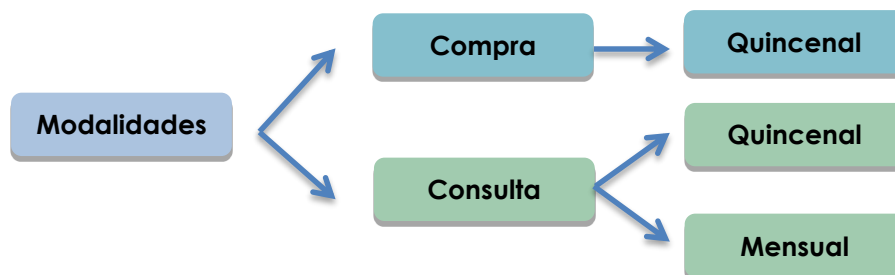 Modalidades
Compra
Quincenal
Consulta
Quincenal
Mensual